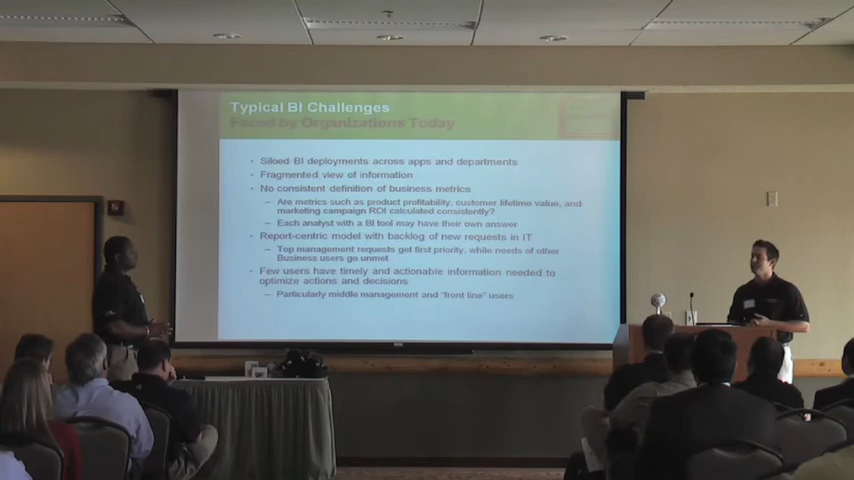 Typical BI Challenges
Faced by Organizations Today
- Siloed BI deployments across apps and departments
- Fragmented view of information
- No consistent definition of business metrics
– Are metrics such as product profitability, customer lifetime value, and
marketing campaign ROI calculated consistently?
– Each analyst with a BI tool may have their own answer
- Report-centric model with backlog of new requests in IT
– Top management requests get first priority, while needs of other
Business users go unmet
- Few users have timely and actionable information needed to
optimize actions and decisions
– Particularly middle management and “front line” users